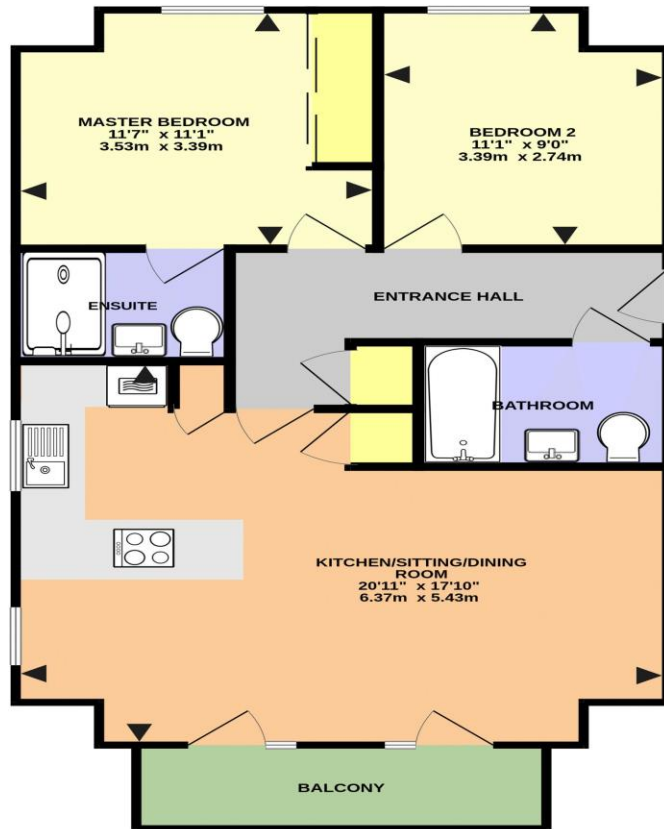 MASTER BEDROOM
11'7" x 11'1"
3.53m x 3.39m
BEDROOM 2
11'1" x 9'0"
3.39m x 2.74m
ENSUITE
ENTRANCE HALL
BATHROOM
KITCHEN/SITTING/DINING
ROOM
20'11" x 17'10"
6.37m x 5.43m
BALCONY